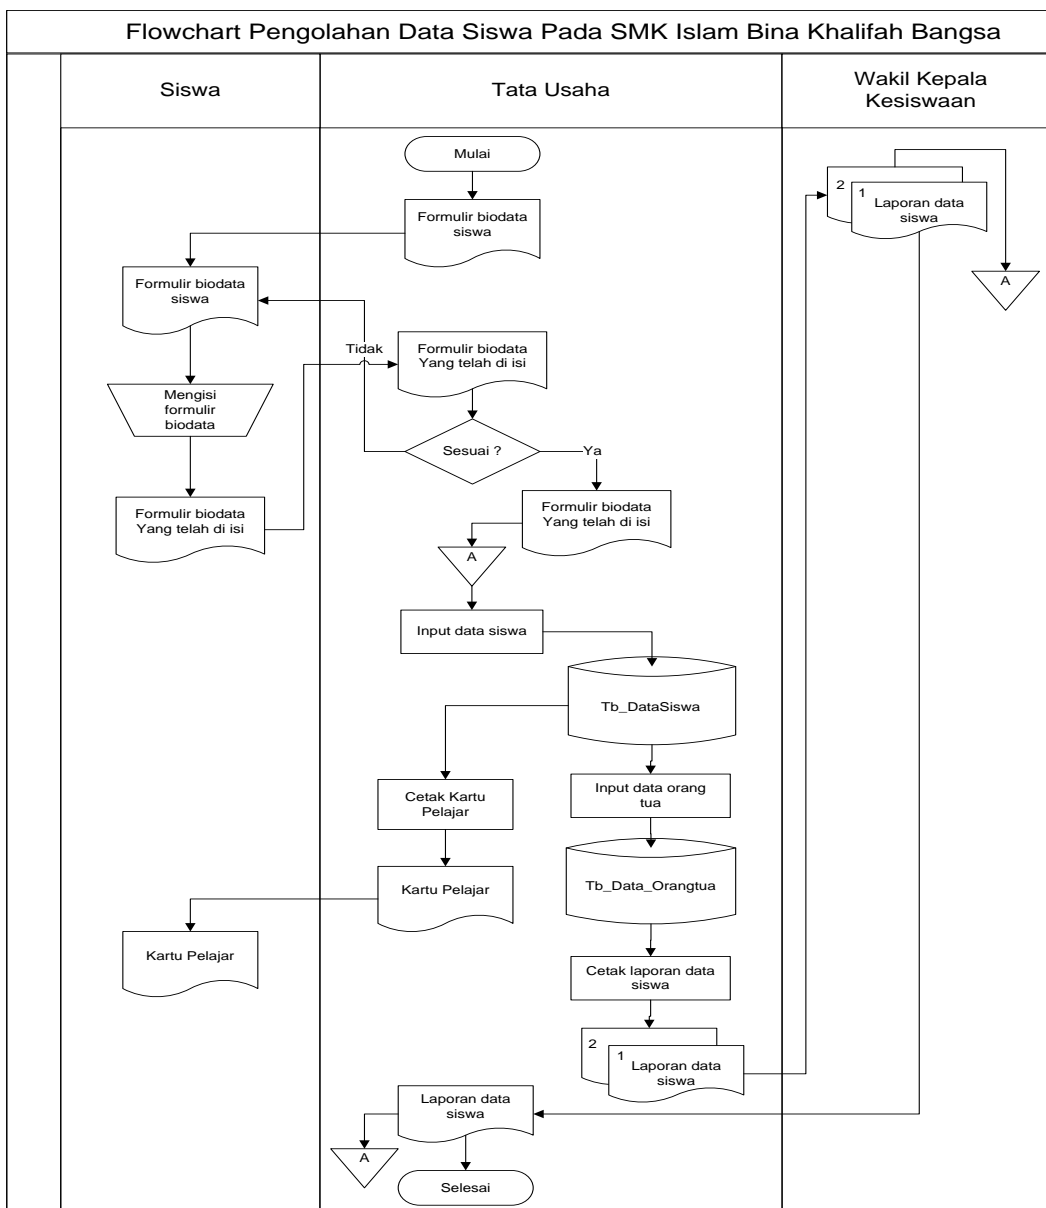 Flowchart Pengolahan Data Siswa Pada SMK Islam Bina Khalifah Bangsa
Siswa
Tata Usaha
Wakil Kepala
Kesiswaan
Mulai
2
1
Laporan data
siswa
Formulir biodata
siswa
A
Formulir biodata
siswa
Tidak
Formulir biodata
Yang telah di isi
Mengisi
formulir
biodata
Sesuai ?
Ya
Formulir biodata
Yang telah di isi
Formulir biodata
Yang telah di isi
A
Input data siswa
Tb_DataSiswa
Cetak Kartu
Pelajar
Input data orang
tua
Kartu Pelajar
Tb_Data_Orangtua
Kartu Pelajar
Cetak laporan data
siswa
2
1
Laporan data
siswa
Laporan data
siswa
A
Selesai